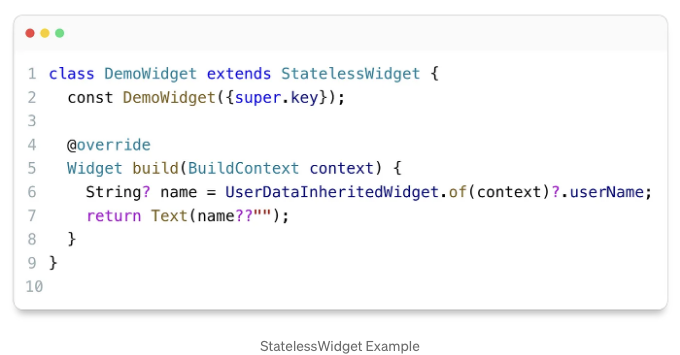 1 class DemoWidget extends StatelessWidget {
2   const DemoWidget({super.key});
3
4   @override
5   Widget build(BuildContext context) {
6     String? name = UserDataInheritedWidget.of(context)?.userName;
7     return Text(name??"");
8   }
9 }
10
StatelessWidget Example